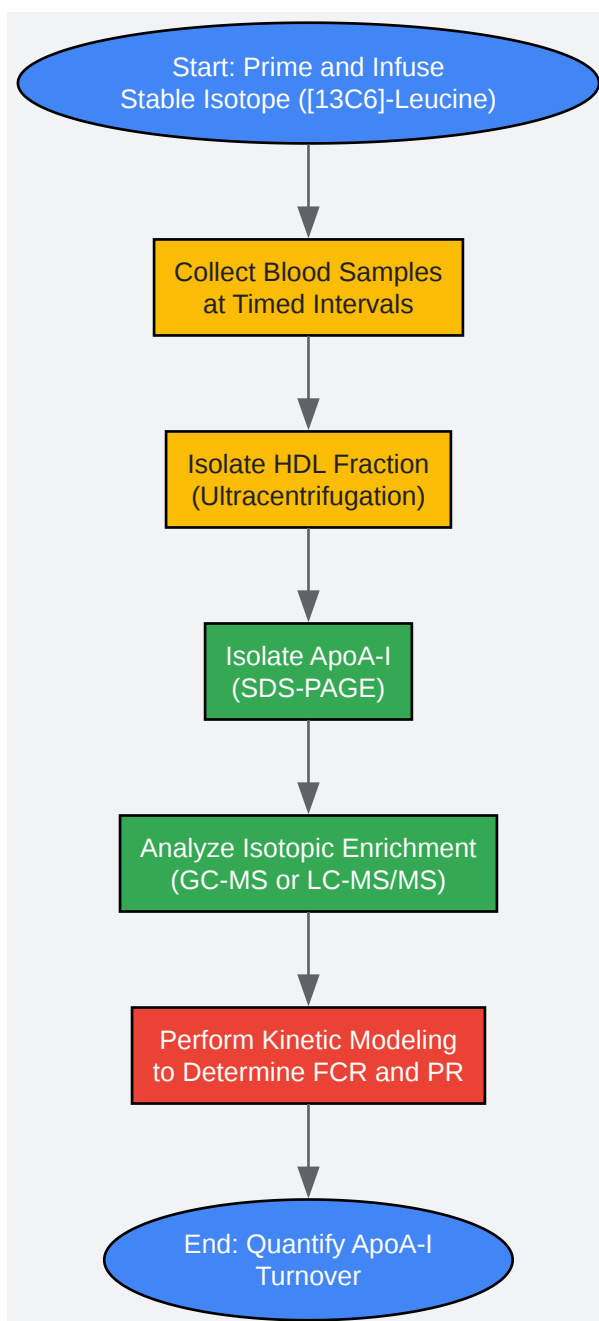 Start: Prime and Infuse
Stable Isotope ([13C6]-Leucine)
Collect Blood Samples
at Timed Intervals
Isolate HDL Fraction
(Ultracentrifugation)
Isolate ApoA-I
(SDS-PAGE)
Analyze Isotopic Enrichment
(GC-MS or LC-MS/MS)
Perform Kinetic Modeling
to Determine FCR and PR
End: Quantify ApoA-I
Turnover